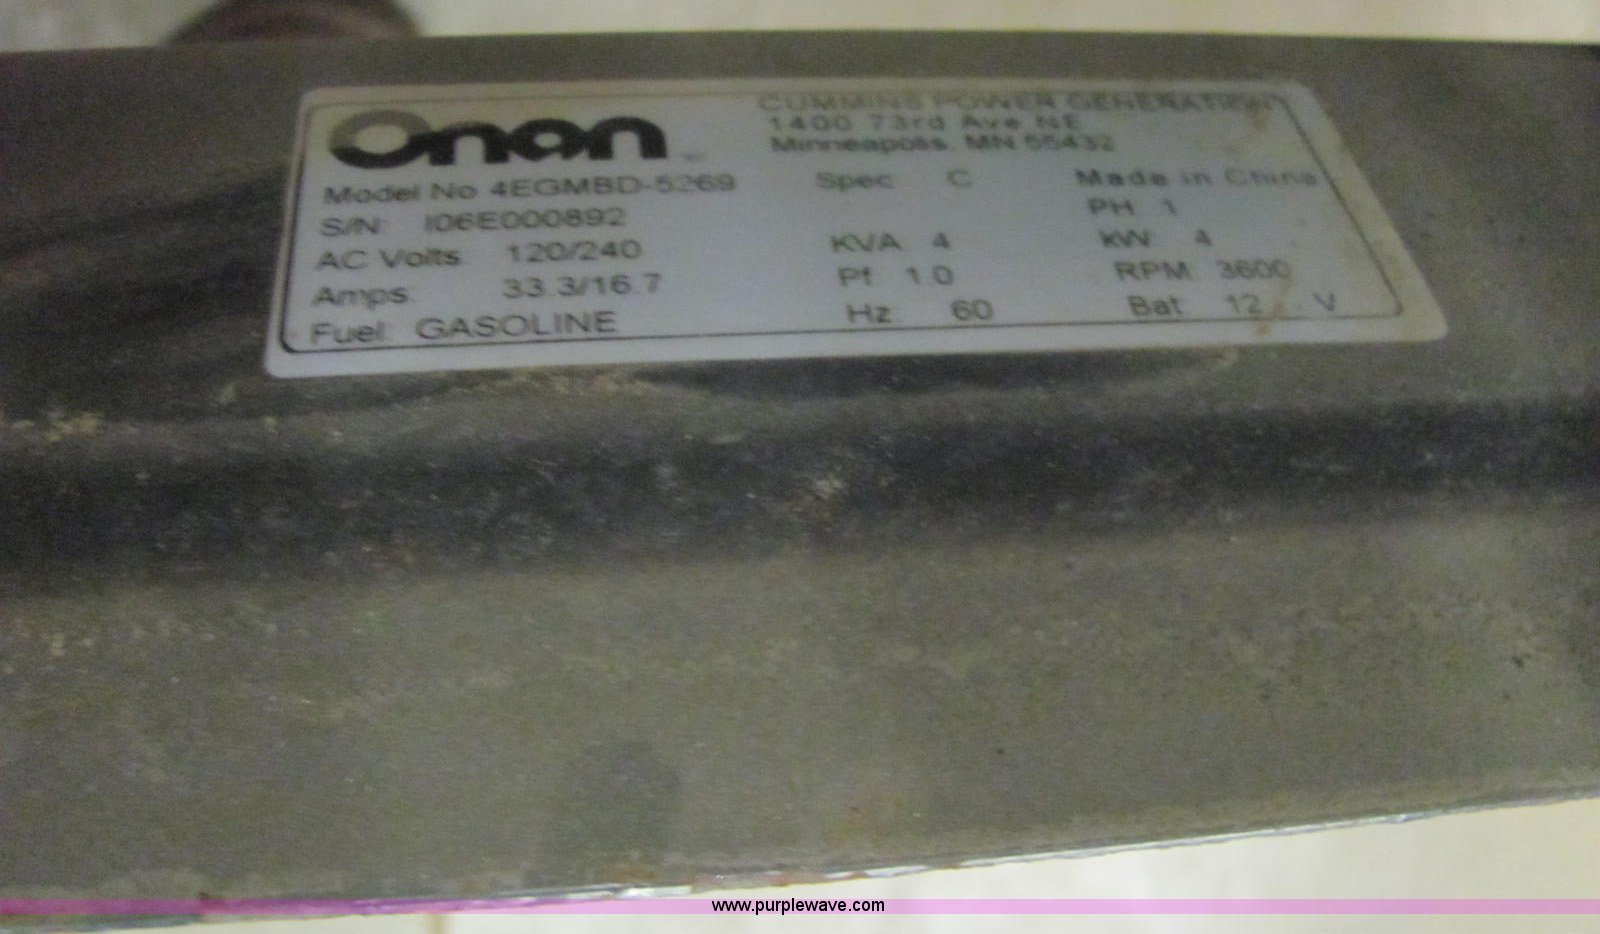 Onan
CUMMINS POWER GENERATION
1400 73rd Ave NE
Minneapolis, MN 55432
Model No 4EGMBD-5269 Spec C Made in China
S/N: I06E000892 PH 1
AC Volts 120/240 KVA 4 kW 4
Amps: 33.3/16.7 Pf 1.0 RPM 3600
Fuel: GASOLINE Hz 60 Bat 12 V
www.purplewave.com